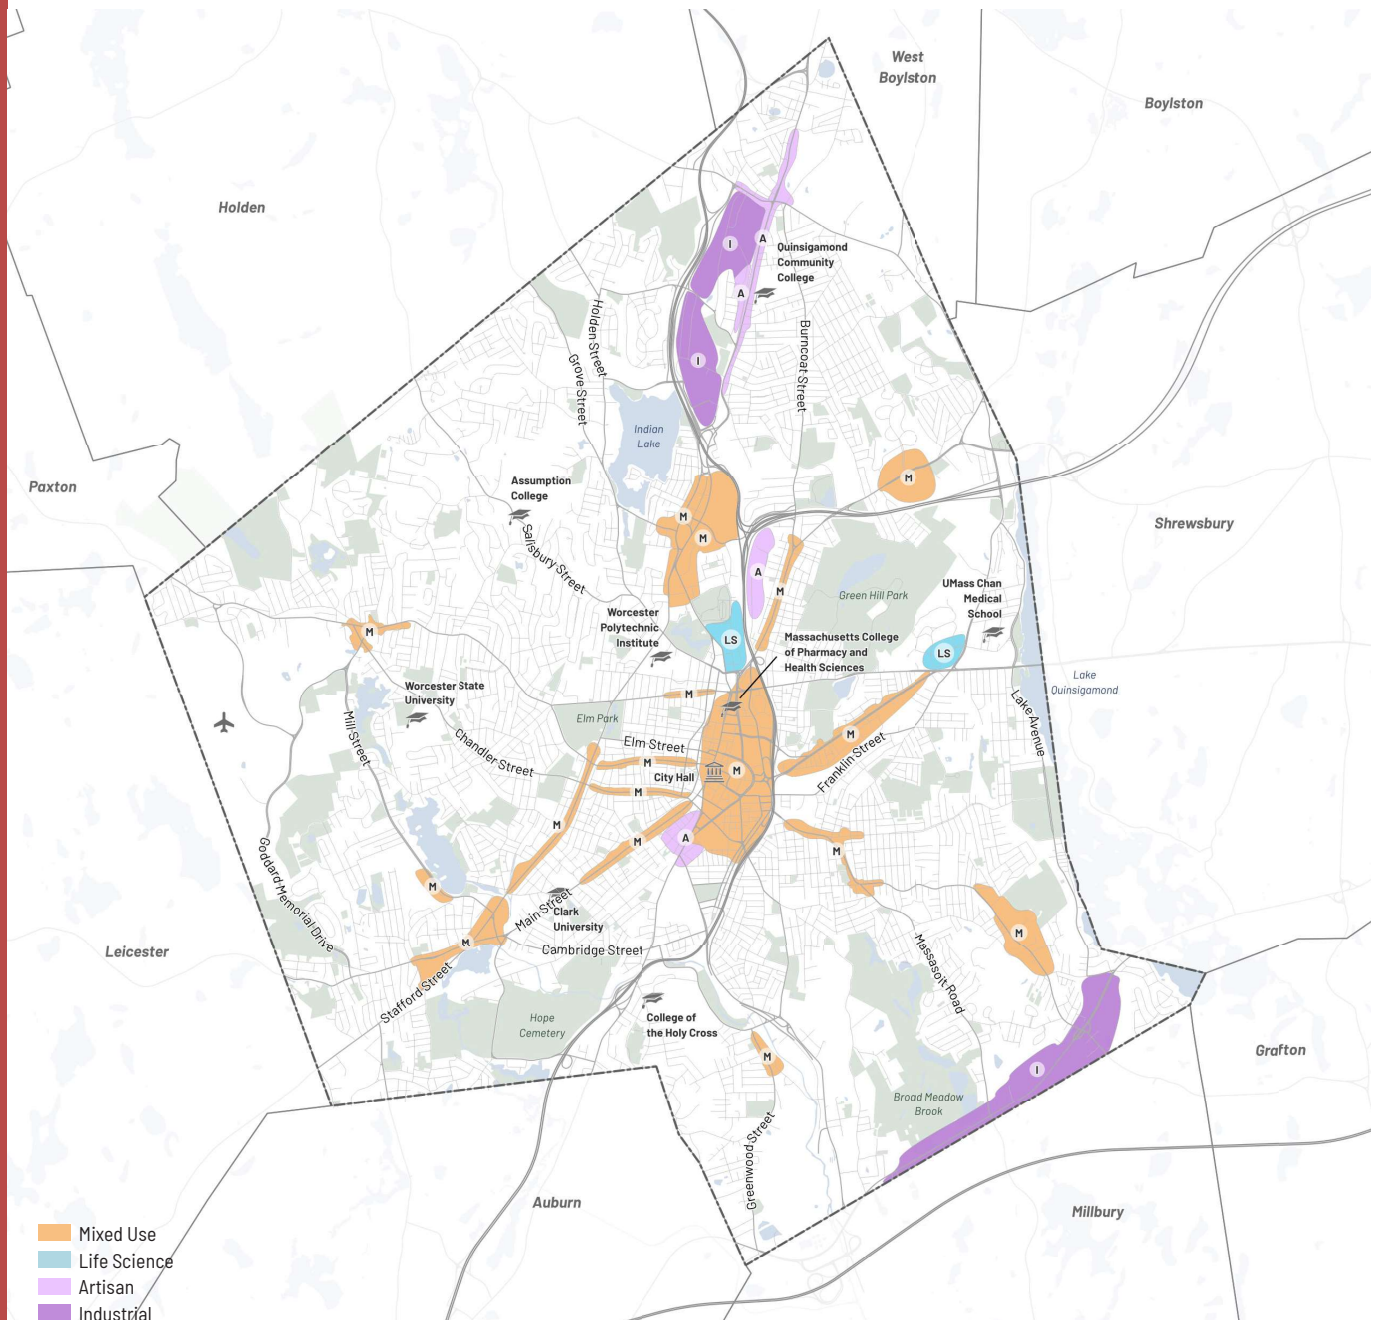 West
Boylston
Boylston
Holden
I
A
Quinsigamond
Community
College
A
Holden Street
Grove Street
Burncoat Street
I
Indian
Lake
Paxton
Assumption
College
M
Shrewsbury
M
M
Salisbury Street
A
M
Green Hill Park
UMass Chan
Medical
School
Worcester
Polytechnic
Institute
M
LS
Massachusetts College
of Pharmacy and
Health Sciences
LS
Lake
Quinsigamond
Worcester State
University
M
Elm Park
Lake Avenue
Mill Street
Chandler Street
Elm Street
M
Franklin Street
M
City Hall
M
M
M
M
A
M
Goddard Memorial Drive
M
Main Street
Clark
University
M
M
Cambridge Street
Massasoit Road
Leicester
Stafford Street
Hope
Cemetery
College of
the Holy Cross
M
Grafton
I
Broad Meadow
Brook
Greenwood Street
Auburn
Millbury
Mixed Use
Life Science
Artisan
Industrial